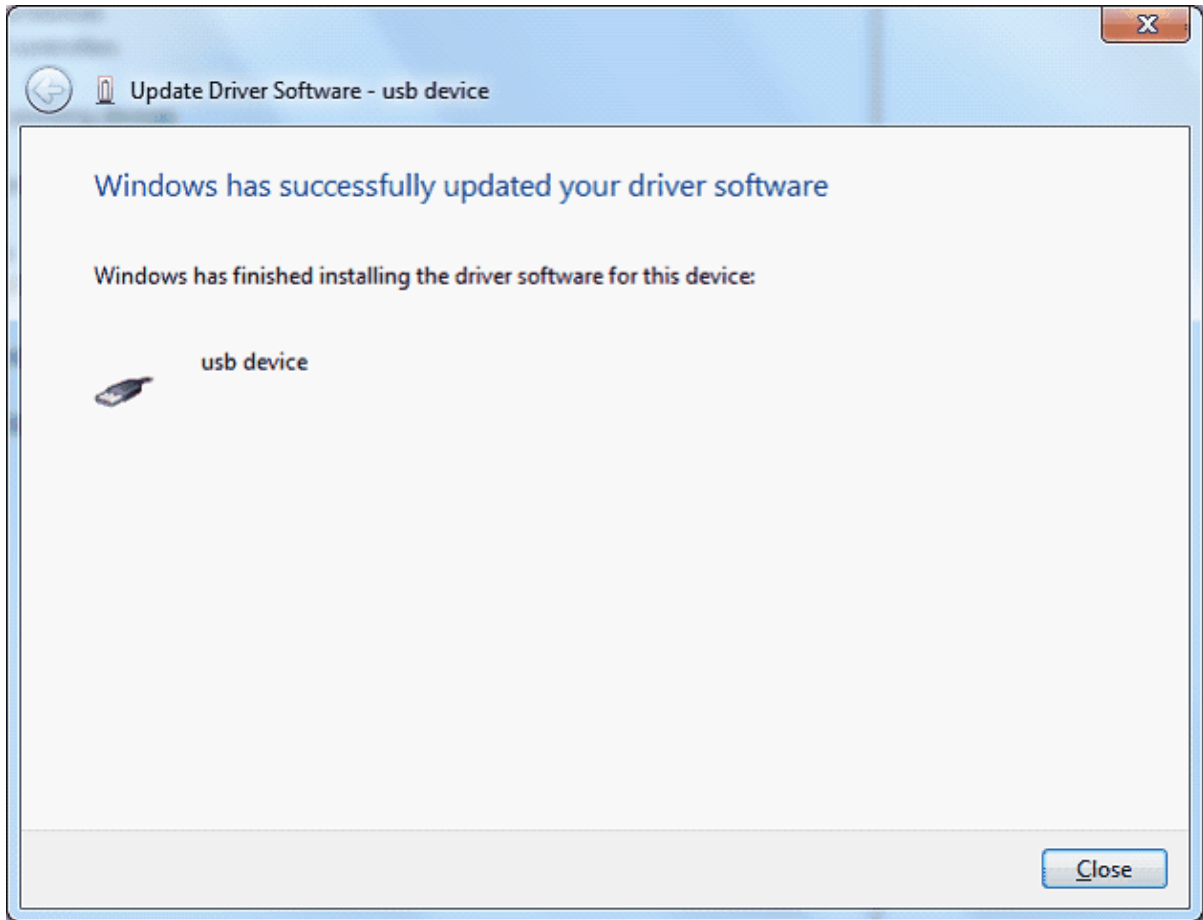 Update Driver Software - usb device
Windows has successfully updated your driver software
Windows has finished installing the driver software for this device:
usb device
Close